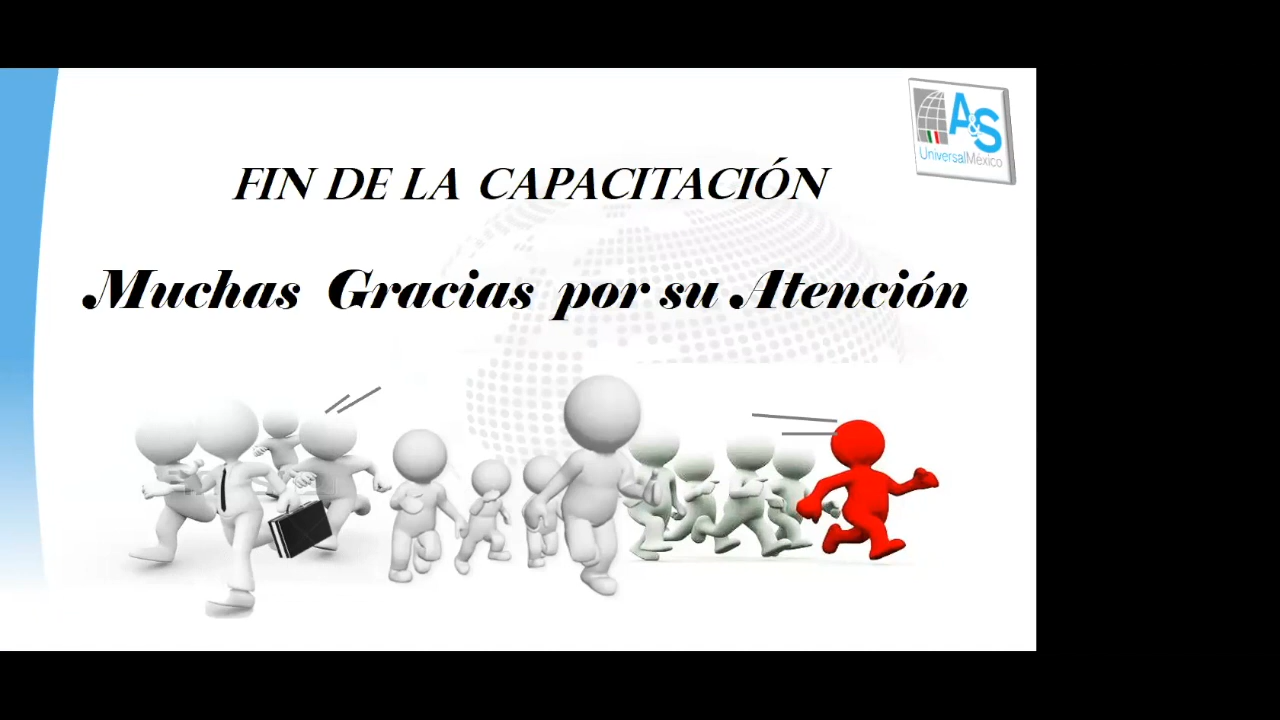 A&S
UniversalMéxico
FIN DE LA CAPACITACIÓN
Muchas Gracias por su Atención